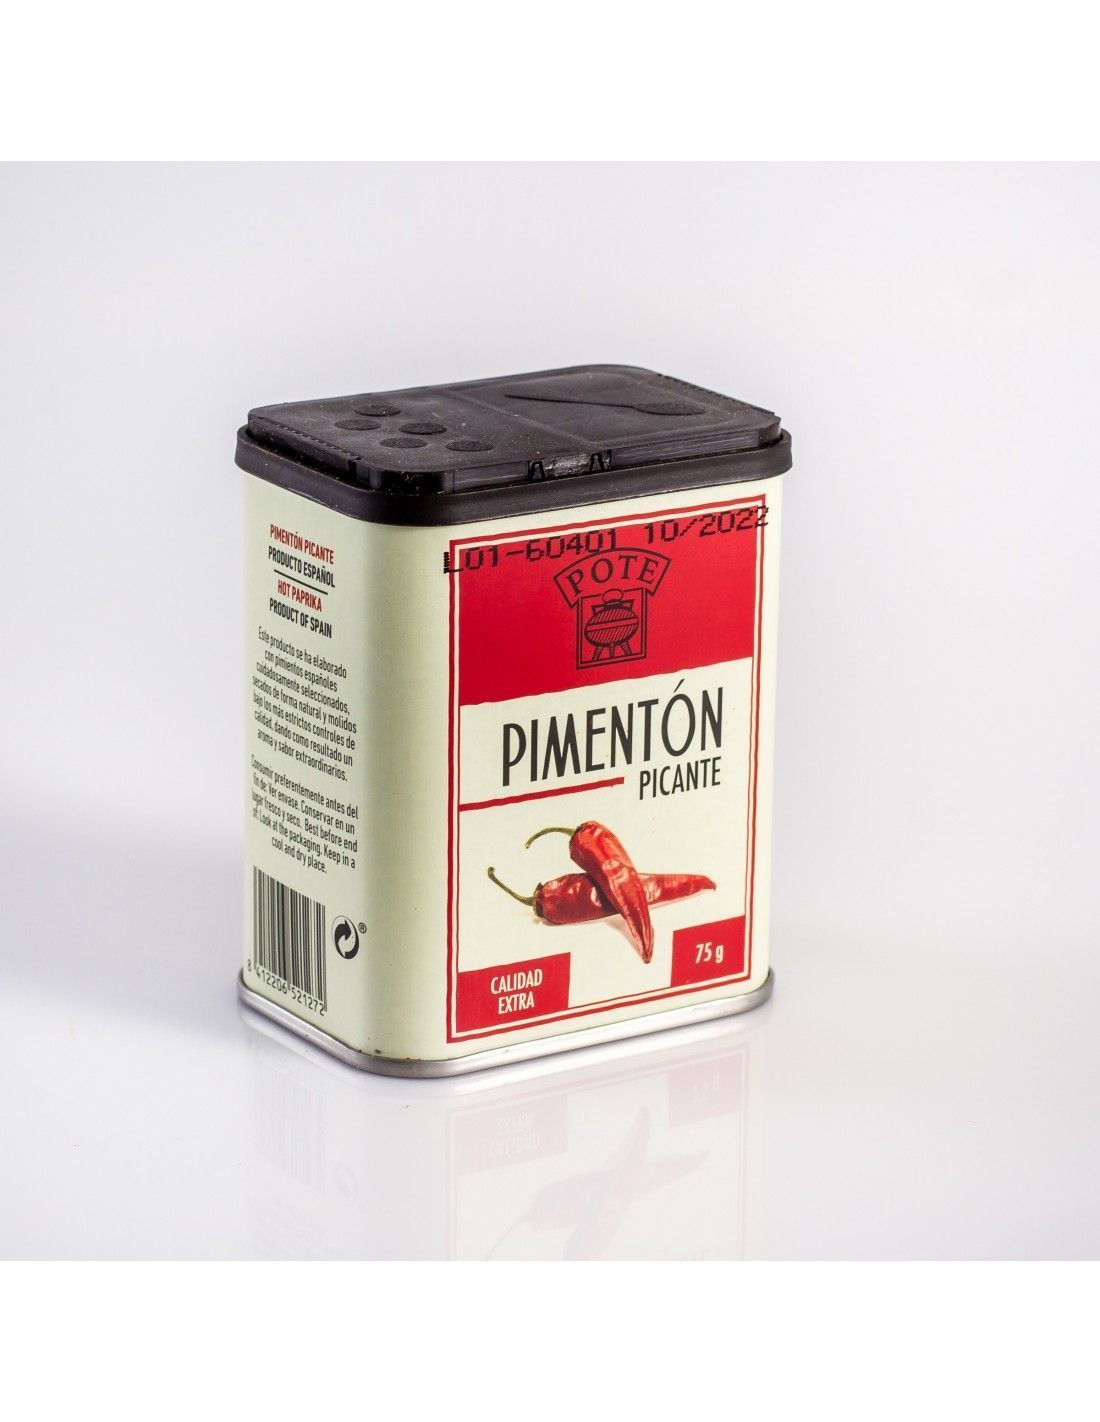 PIMENTÓN PICANTE
PRODUCTO ESPAÑOL
HOT PAPRIKA
PRODUCT OF SPAIN
Este producto se ha elaborado
con pimientos españoles
cuidadosamente seleccionados,
secados de forma natural y molidos
bajo los más estrictos controles de
calidad, dando como resultado un
aroma y sabor extraordinarios.
Consumir preferentemente antes del
fin de: Ver envase. Conservar en un
lugar fresco y seco. Best before end
of: Look at the packaging. Keep in a
cool and dry place.
8 412206 521272
®
L01-60401 10/2022
POTE
PIMENTÓN
PICANTE
CALIDAD
EXTRA
75 g